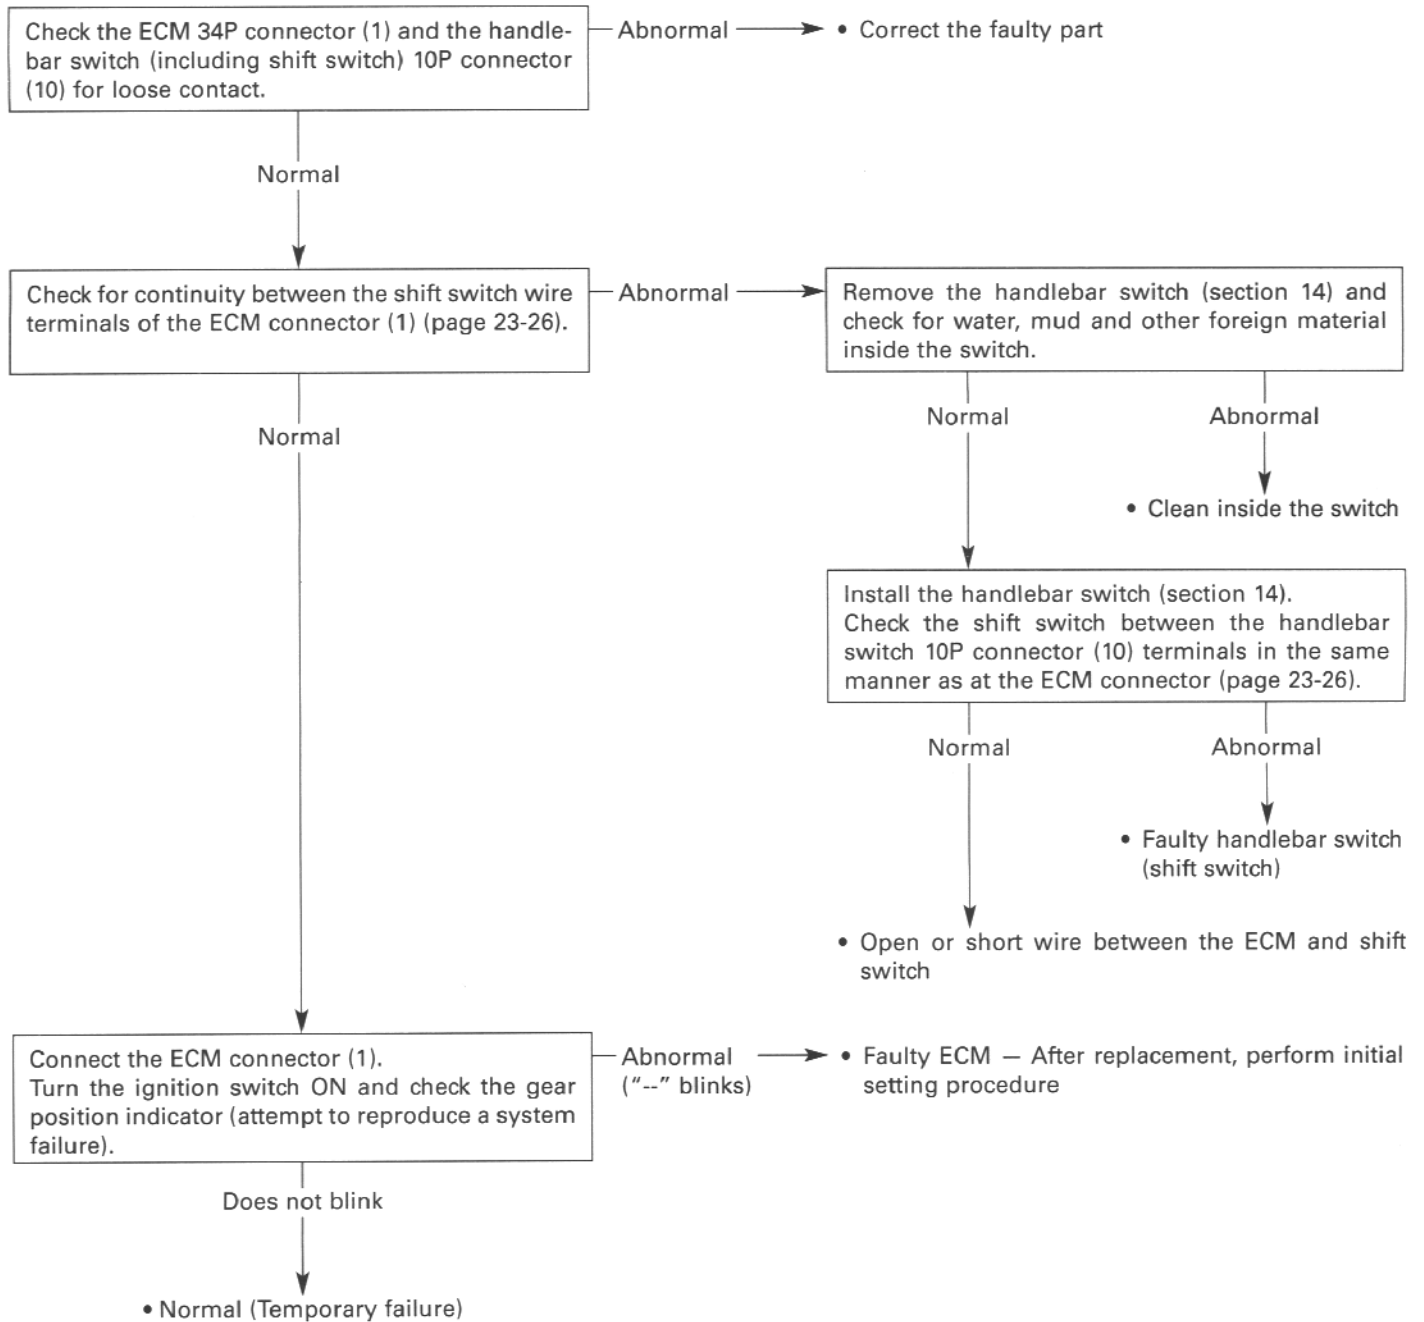 Check the ECM 34P connector (1) and the handle-
bar switch (including shift switch) 10P connector
(10) for loose contact.
Abnormal
• Correct the faulty part
Normal
Check for continuity between the shift switch wire
terminals of the ECM connector (1) (page 23-26).
Abnormal
Remove the handlebar switch (section 14) and
check for water, mud and other foreign material
inside the switch.
Normal
Normal
Abnormal
• Clean inside the switch
Install the handlebar switch (section 14).
Check the shift switch between the handlebar
switch 10P connector (10) terminals in the same
manner as at the ECM connector (page 23-26).
Normal
Abnormal
• Faulty handlebar switch
(shift switch)
• Open or short wire between the ECM and shift
switch
Connect the ECM connector (1).
Turn the ignition switch ON and check the gear
position indicator (attempt to reproduce a system
failure).
Abnormal
("--" blinks)
• Faulty ECM — After replacement, perform initial
setting procedure
Does not blink
• Normal (Temporary failure)